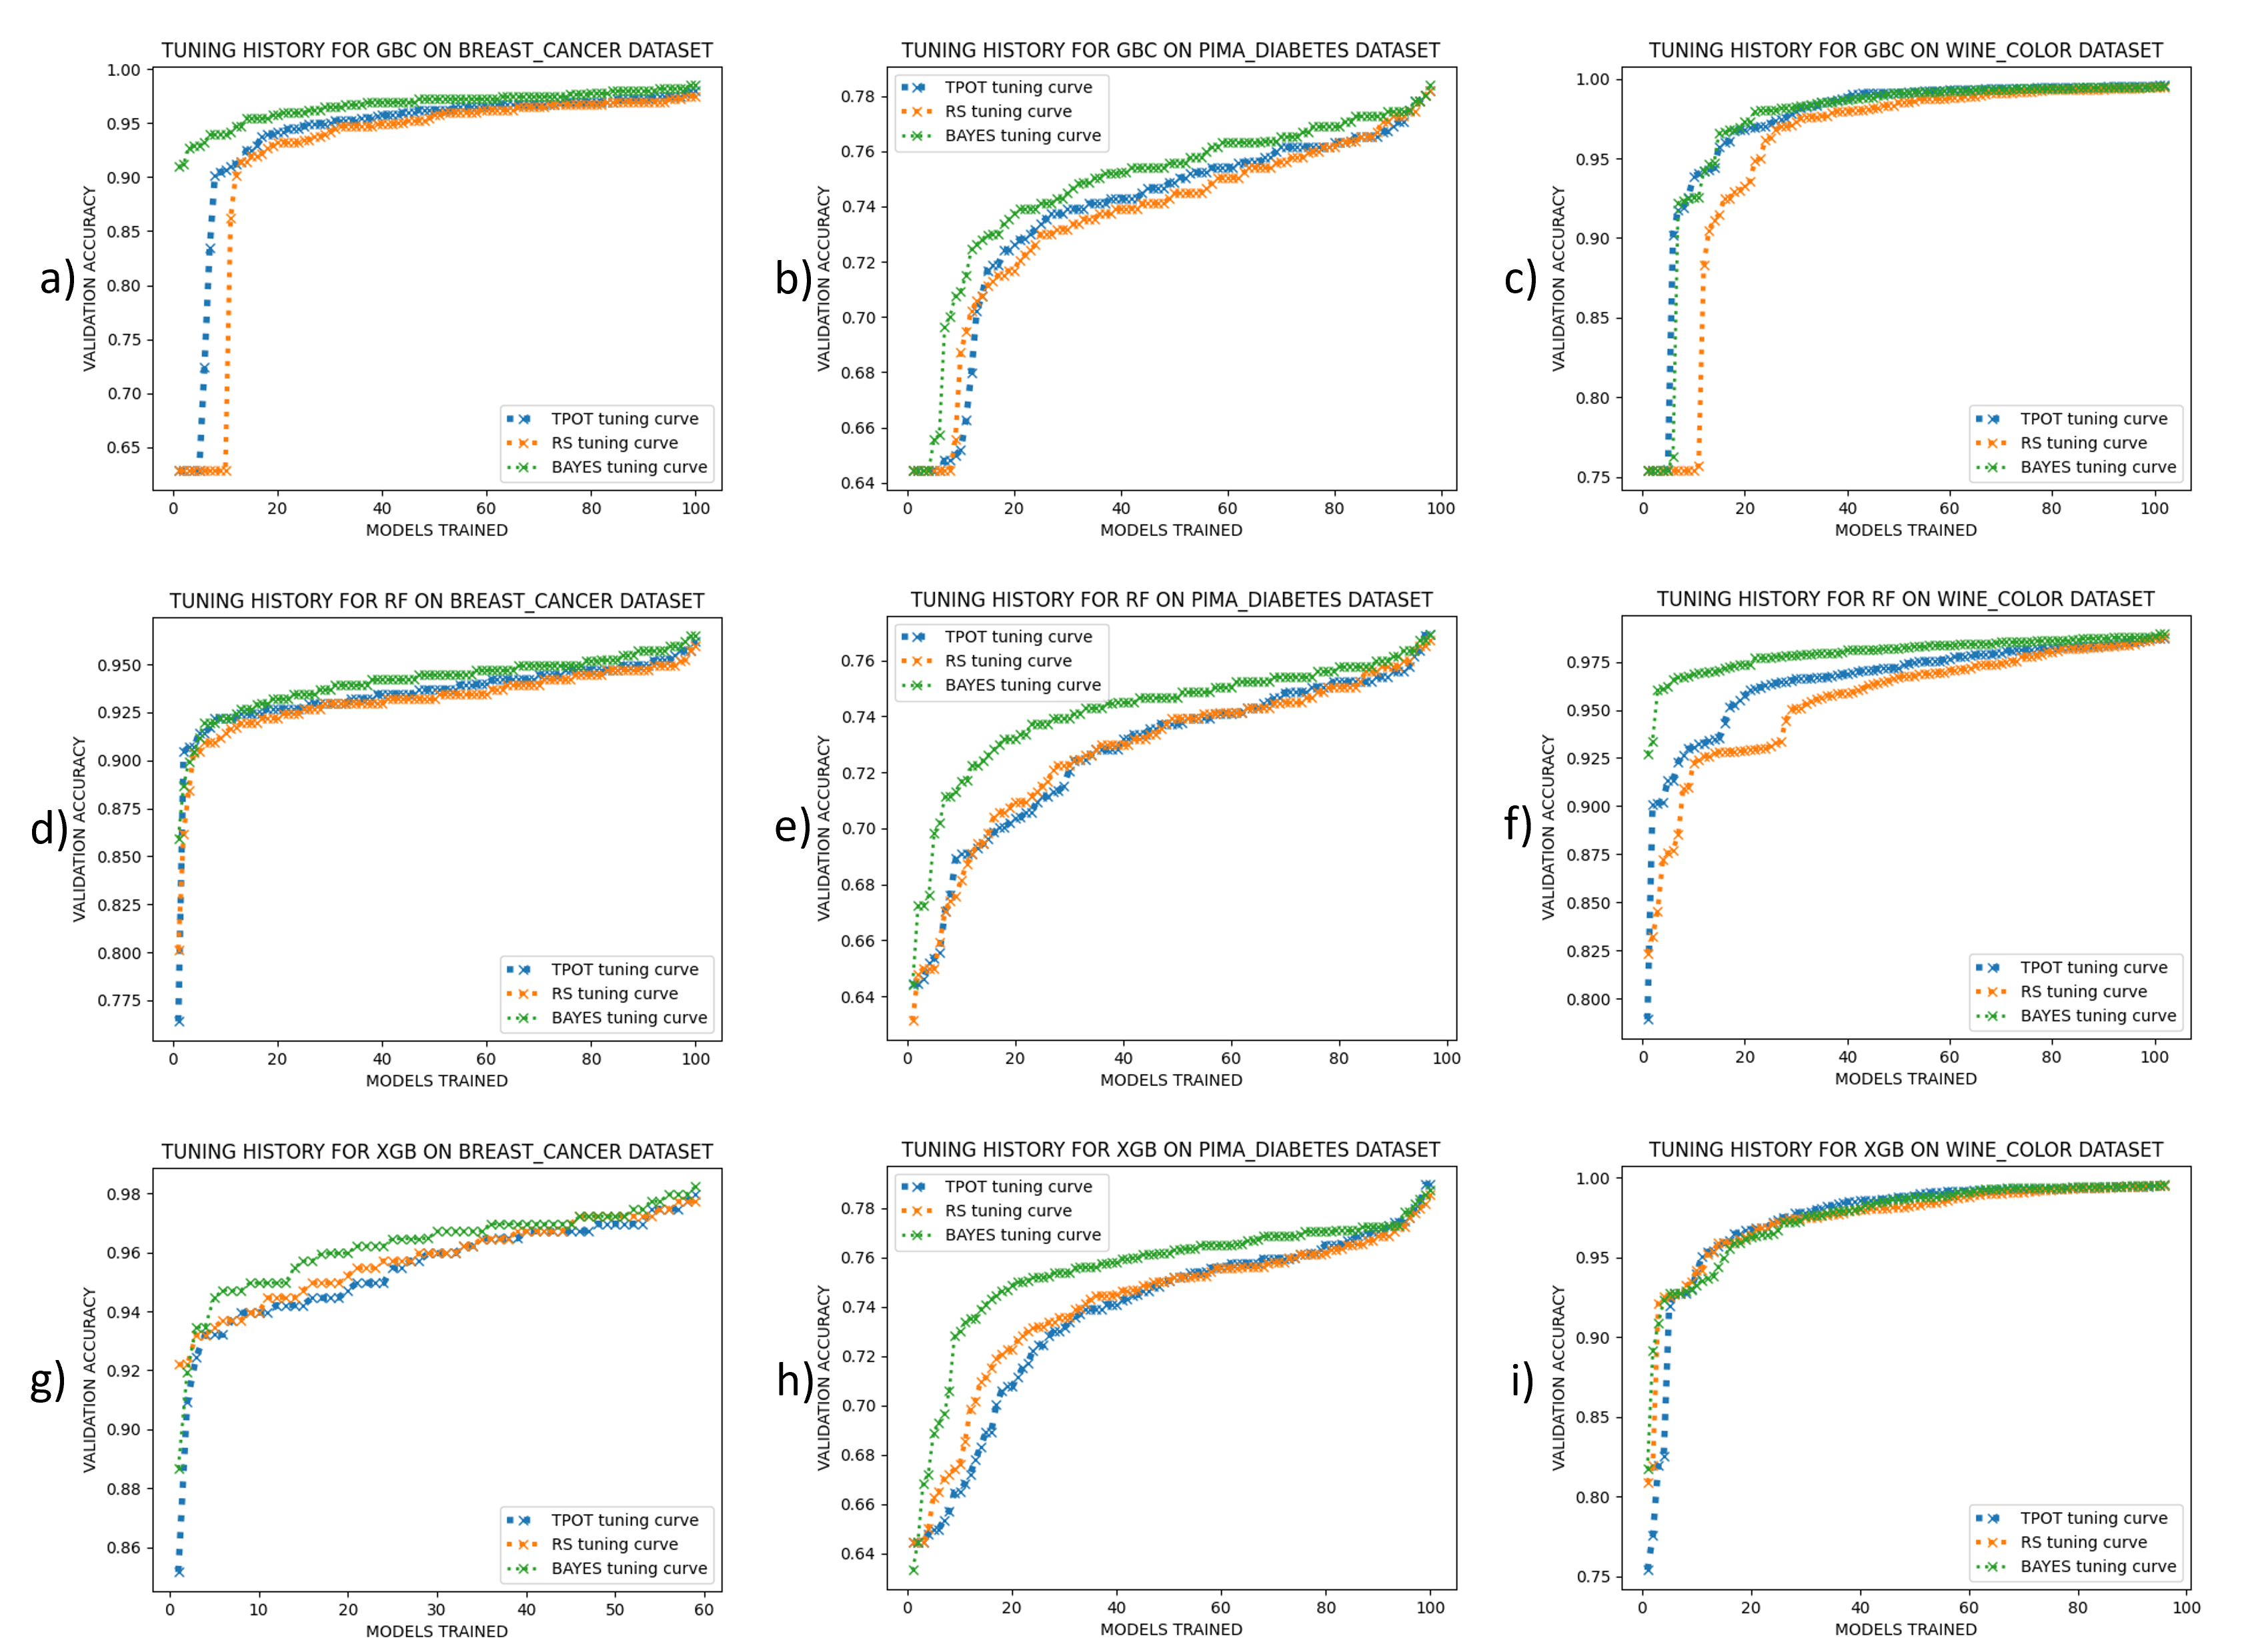 TUNING HISTORY FOR GBC ON BREAST_CANCER DATASET
a)
VALIDATION ACCURACY
1.00
0.95
0.90
0.85
0.80
0.75
0.70
0.65
TPOT tuning curve
RS tuning curve
BAYES tuning curve
0 20 40 60 80 100
MODELS TRAINED
TUNING HISTORY FOR GBC ON PIMA_DIABETES DATASET
b)
VALIDATION ACCURACY
0.78
0.76
0.74
0.72
0.70
0.68
0.66
0.64
TPOT tuning curve
RS tuning curve
BAYES tuning curve
0 20 40 60 80 100
MODELS TRAINED
TUNING HISTORY FOR GBC ON WINE_COLOR DATASET
c)
VALIDATION ACCURACY
1.00
0.95
0.90
0.85
0.80
0.75
TPOT tuning curve
RS tuning curve
BAYES tuning curve
0 20 40 60 80 100
MODELS TRAINED
TUNING HISTORY FOR RF ON BREAST_CANCER DATASET
d)
VALIDATION ACCURACY
0.950
0.925
0.900
0.875
0.850
0.825
0.800
0.775
TPOT tuning curve
RS tuning curve
BAYES tuning curve
0 20 40 60 80 100
MODELS TRAINED
TUNING HISTORY FOR RF ON PIMA_DIABETES DATASET
e)
VALIDATION ACCURACY
0.76
0.74
0.72
0.70
0.68
0.66
0.64
TPOT tuning curve
RS tuning curve
BAYES tuning curve
0 20 40 60 80 100
MODELS TRAINED
TUNING HISTORY FOR RF ON WINE_COLOR DATASET
f)
VALIDATION ACCURACY
0.975
0.950
0.925
0.900
0.875
0.850
0.825
0.800
TPOT tuning curve
RS tuning curve
BAYES tuning curve
0 20 40 60 80 100
MODELS TRAINED
TUNING HISTORY FOR XGB ON BREAST_CANCER DATASET
g)
VALIDATION ACCURACY
0.98
0.96
0.94
0.92
0.90
0.88
0.86
TPOT tuning curve
RS tuning curve
BAYES tuning curve
0 10 20 30 40 50 60
MODELS TRAINED
TUNING HISTORY FOR XGB ON PIMA_DIABETES DATASET
h)
VALIDATION ACCURACY
0.78
0.76
0.74
0.72
0.70
0.68
0.66
0.64
TPOT tuning curve
RS tuning curve
BAYES tuning curve
0 20 40 60 80 100
MODELS TRAINED
TUNING HISTORY FOR XGB ON WINE_COLOR DATASET
i)
VALIDATION ACCURACY
1.00
0.95
0.90
0.85
0.80
0.75
TPOT tuning curve
RS tuning curve
BAYES tuning curve
0 20 40 60 80 100
MODELS TRAINED